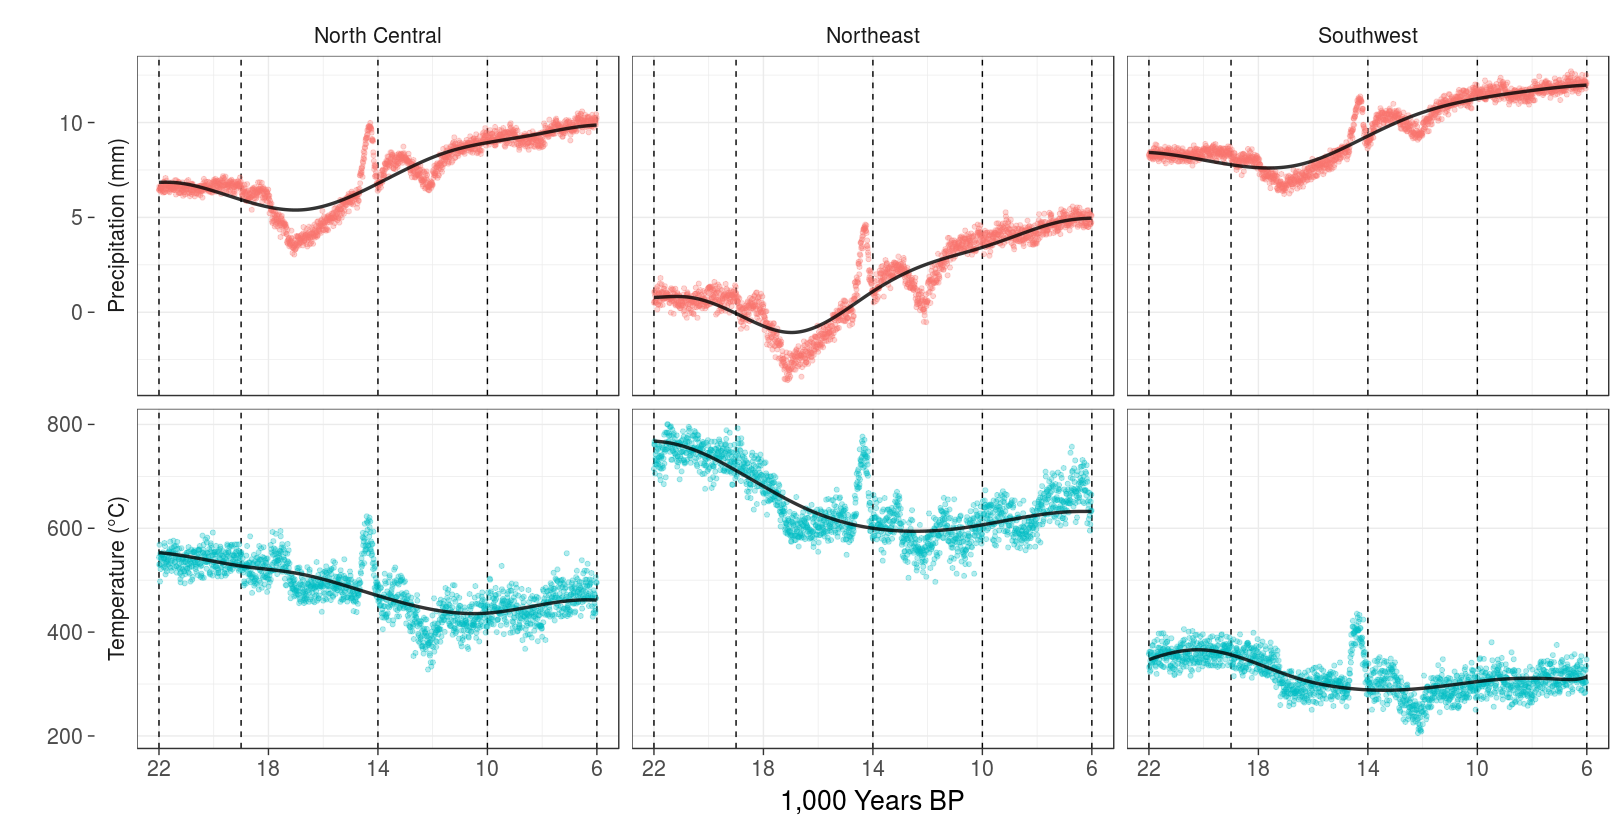 North Central
Northeast
Southwest
Precipitation (mm)
10
5
0
Temperature (°C)
800
600
400
200
22 18 14 10 6
22 18 14 10 6
22 18 14 10 6
1,000 Years BP